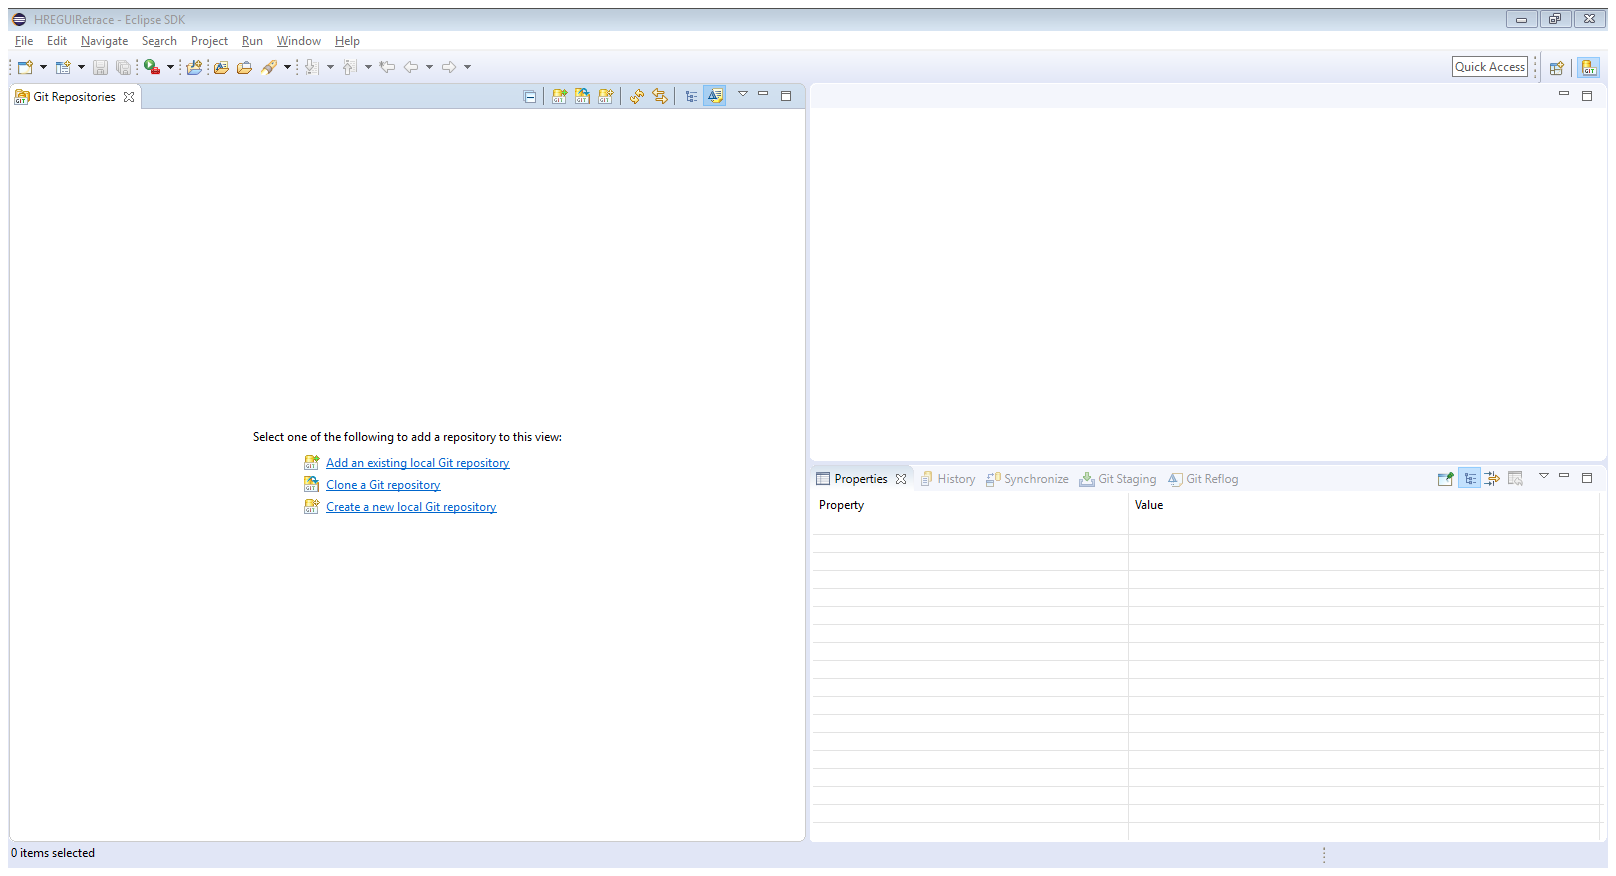 HREGUIRetrace - Eclipse SDK
File Edit Navigate Search Project Run Window Help
Quick Access
Git Repositories
Select one of the following to add a repository to this view:
Add an existing local Git repository
Clone a Git repository
Create a new local Git repository
Properties History Synchronize Git Staging Git Reflog
Property Value
0 items selected